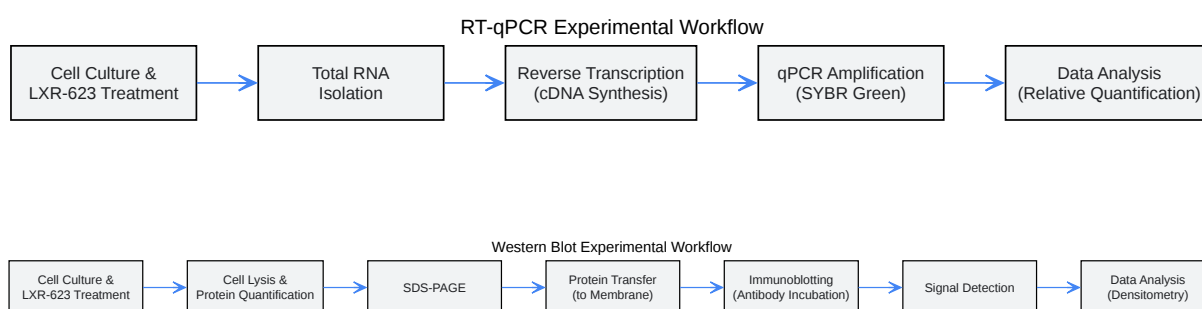 RT-qPCR Experimental Workflow
Cell Culture &
LXR-623 Treatment
Total RNA
Isolation
Reverse Transcription
(cDNA Synthesis)
qPCR Amplification
(SYBR Green)
Data Analysis
(Relative Quantification)
Western Blot Experimental Workflow
Cell Culture &
LXR-623 Treatment
Cell Lysis &
Protein Quantification
SDS-PAGE
Protein Transfer
(to Membrane)
Immunoblotting
(Antibody Incubation)
Signal Detection
Data Analysis
(Densitometry)